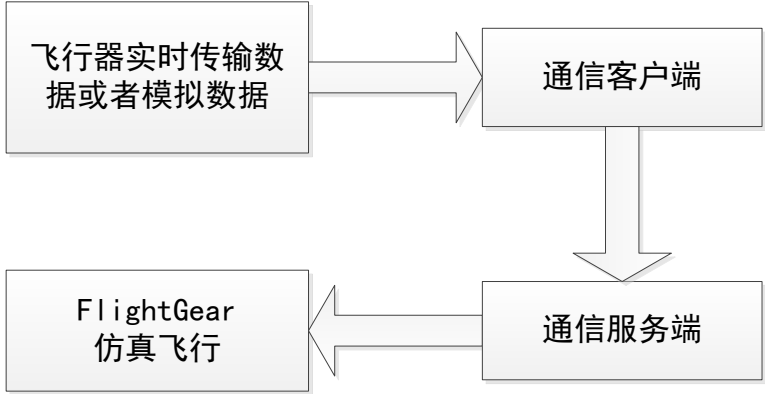 飞行器实时传输数
据或者模拟数据
通信客户端
FlightGear
仿真飞行
通信服务端